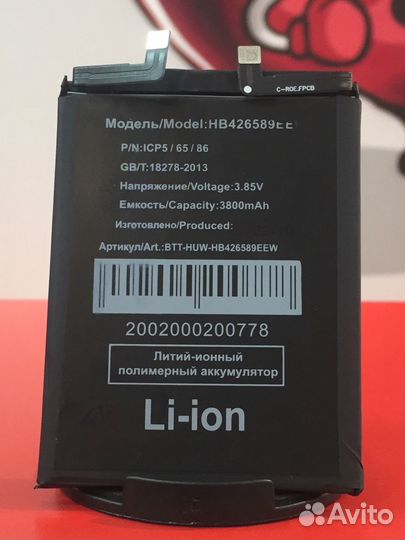 C-ROE.FPCB
Модель/Model:HB426589EE
P/N:ICP5 / 65 / 86
GB/T:18278-2013
Напряжение/Voltage: 3.85V
Емкость/Capacity:3800mAh
Изготовлено/Produced:
Артикул/Art.:BTT-HUW-HB426589EEW
2002000200778
Литий-ионный
полимерный аккумулятор
Li-ion
Avito